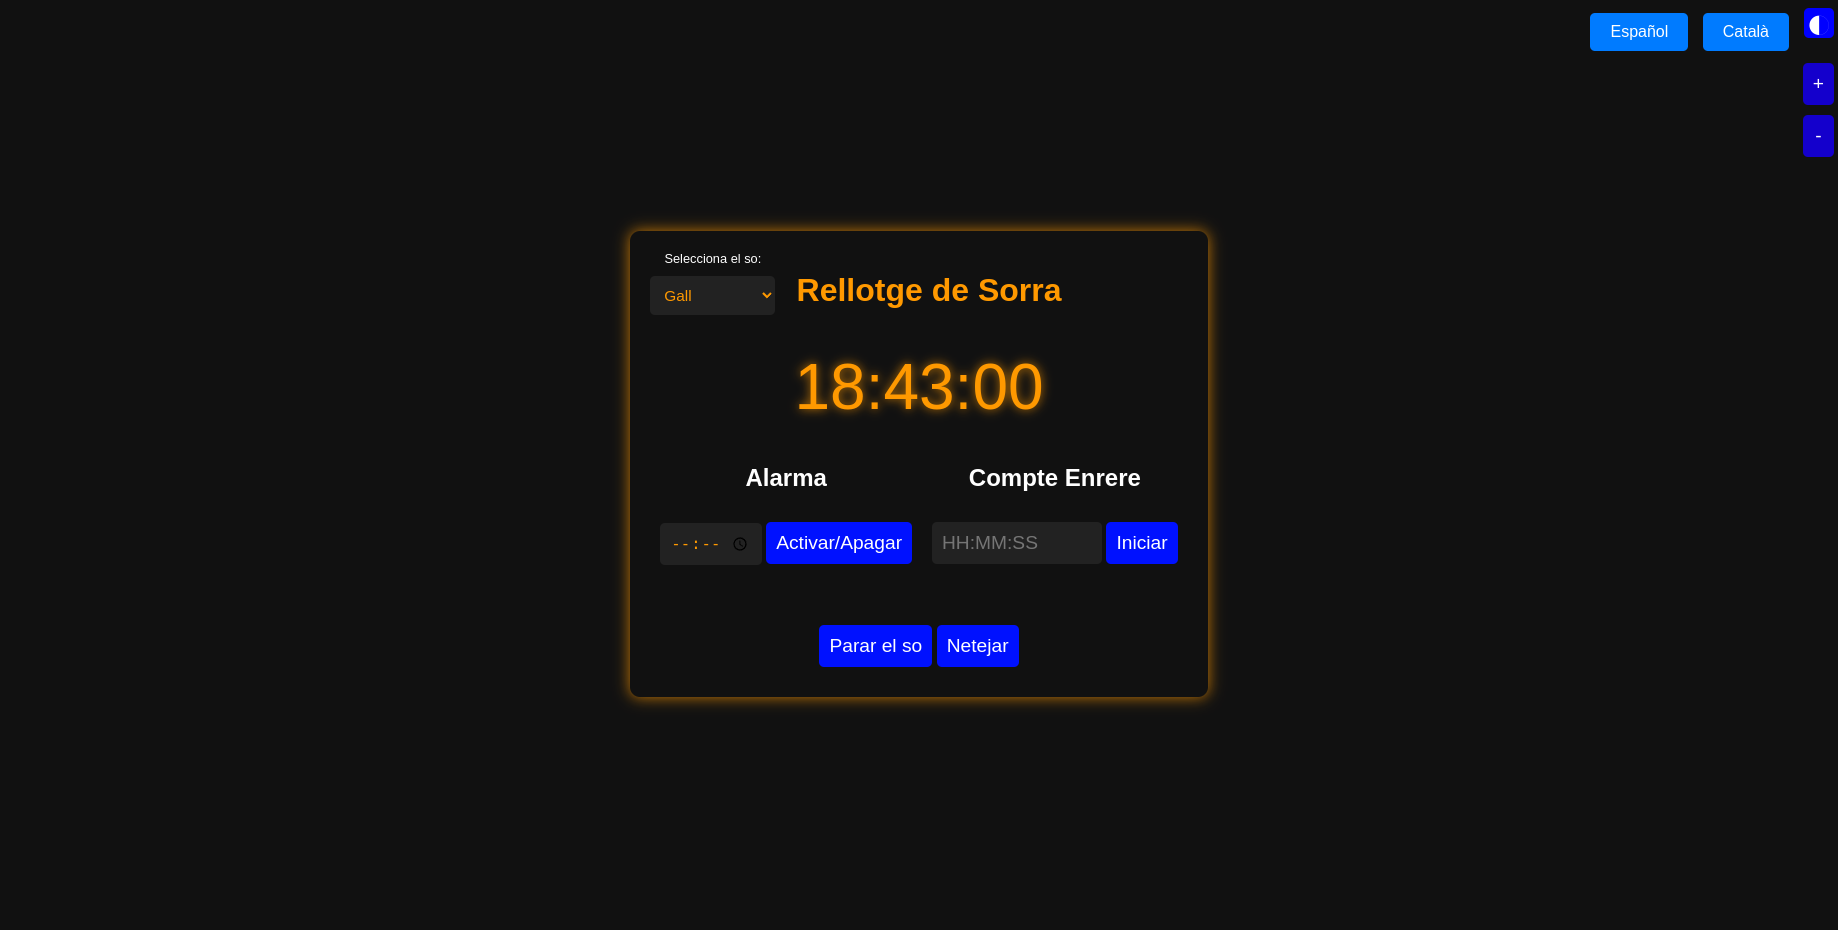 Español Català
+
-
Selecciona el so:
Gall
Rellotge de Sorra
18:43:00
Alarma
--:-- Activar/Apagar
Compte Enrere
HH:MM:SS Iniciar
Parar el so Netejar